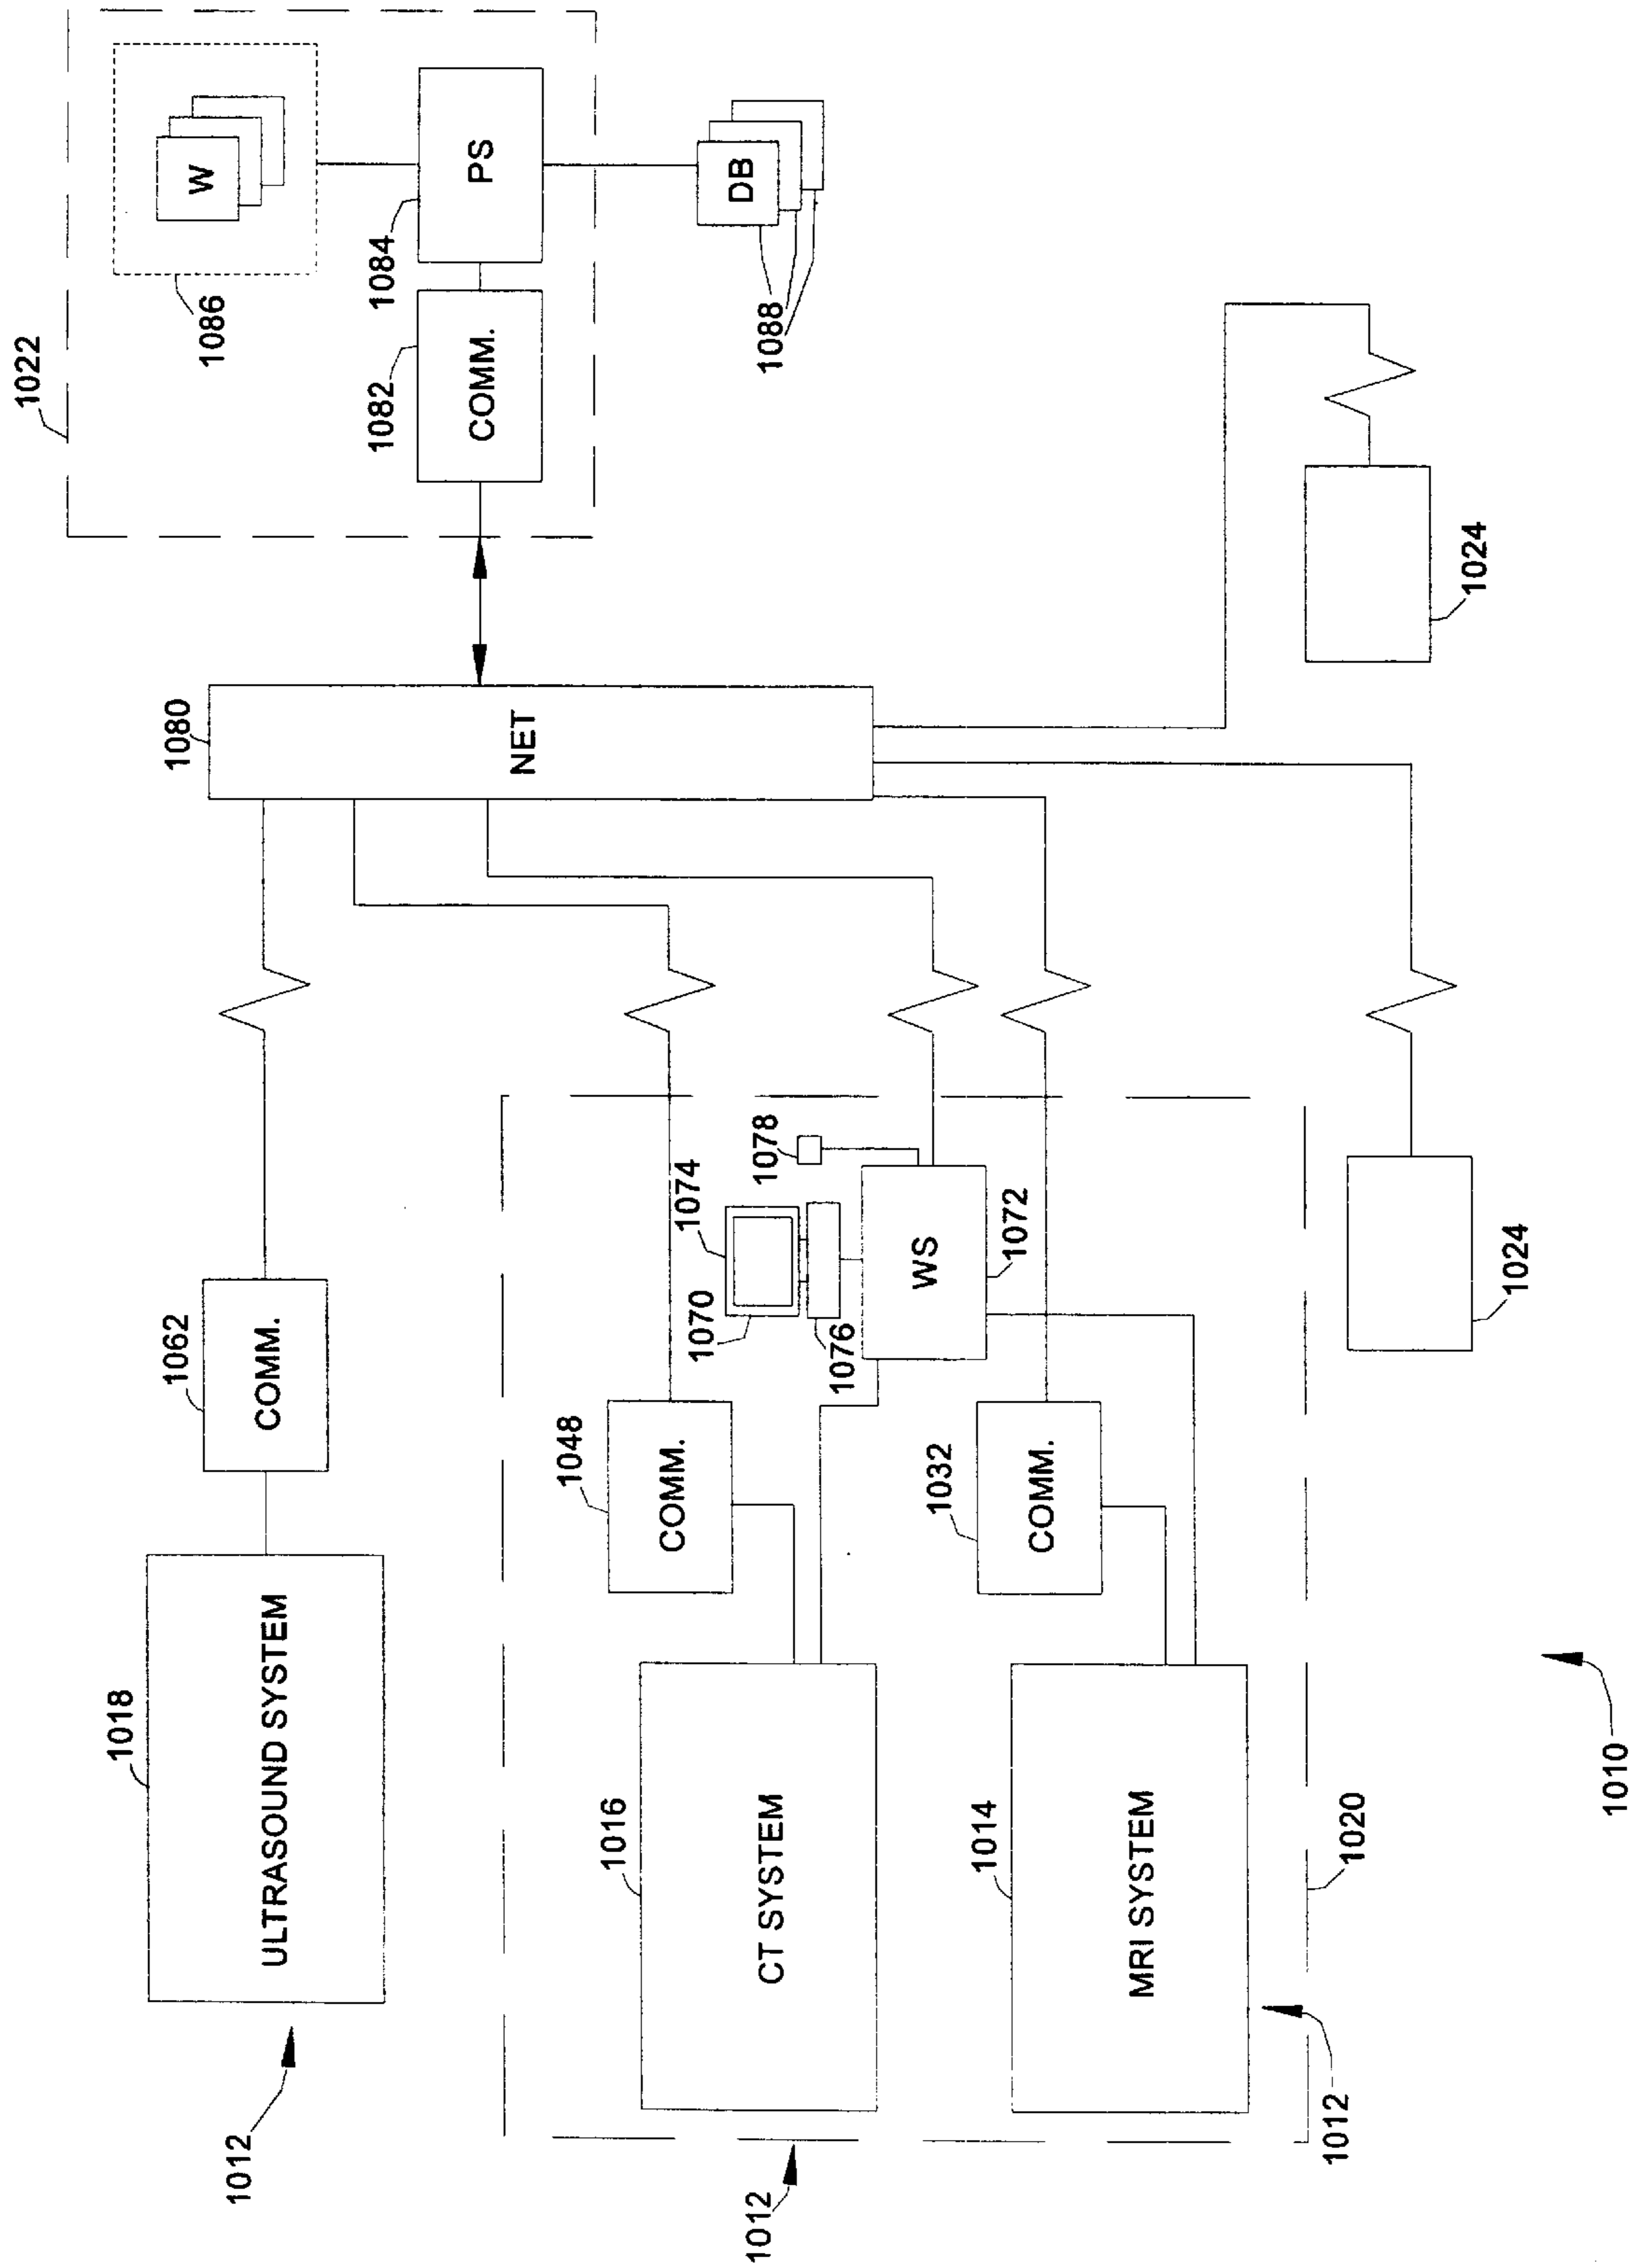 1012
1018
ULTRASOUND SYSTEM
1062
COMM.
1080
NET
1022
1086
W
1084
PS
1082
COMM.
1088
DB
1012
1016
CT SYSTEM
1048
COMM.
1070
1074
1076
1078
WS
1072
1014
MRI SYSTEM
1032
COMM.
1012
1020
1024
1024
1010